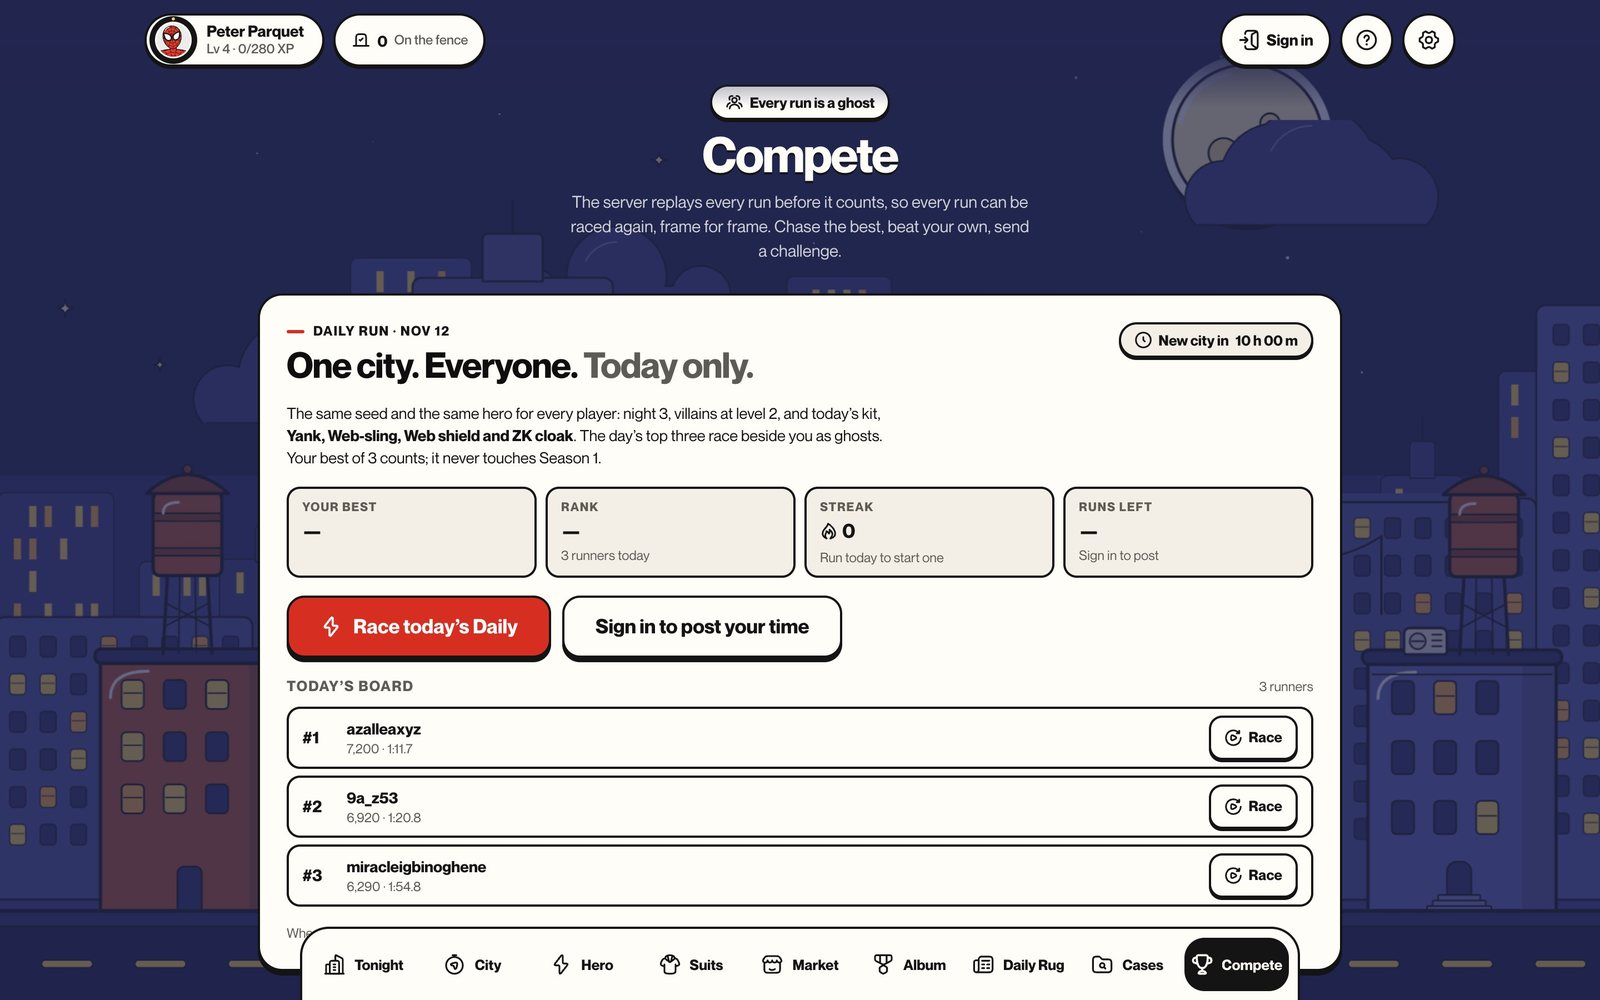 Peter Parquet
Lv 4 · 0/280 XP
0 On the fence
Sign in
Every run is a ghost
Compete
The server replays every run before it counts, so every run can be
raced again, frame for frame. Chase the best, beat your own, send
a challenge.
DAILY RUN · NOV 12
New city in 10 h 00 m
One city. Everyone. Today only.
The same seed and the same hero for every player: night 3, villains at level 2, and today’s kit,
Yank, Web-sling, Web shield and ZK cloak. The day’s top three race beside you as ghosts.
Your best of 3 counts; it never touches Season 1.
YOUR BEST
—
RANK
—
3 runners today
STREAK
0
Run today to start one
RUNS LEFT
—
Sign in to post
Race today’s Daily
Sign in to post your time
TODAY’S BOARD
3 runners
#1
azalleaxyz
7,200 · 1:11.7
Race
#2
9a_z53
6,920 · 1:20.8
Race
#3
miracleigbinoghene
6,290 · 1:54.8
Race
Tonight
City
Hero
Suits
Market
Album
Daily Rug
Cases
Compete